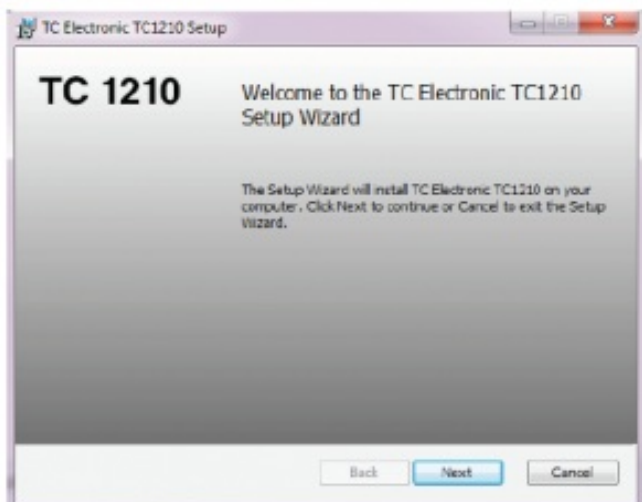 TC Electronic TC1210 Setup
TC 1210
Welcome to the TC Electronic TC1210
Setup Wizard
The Setup Wizard will install TC Electronic TC1210 on your
computer. Click Next to continue or Cancel to exit the Setup
Wizard.
Back Next Cancel